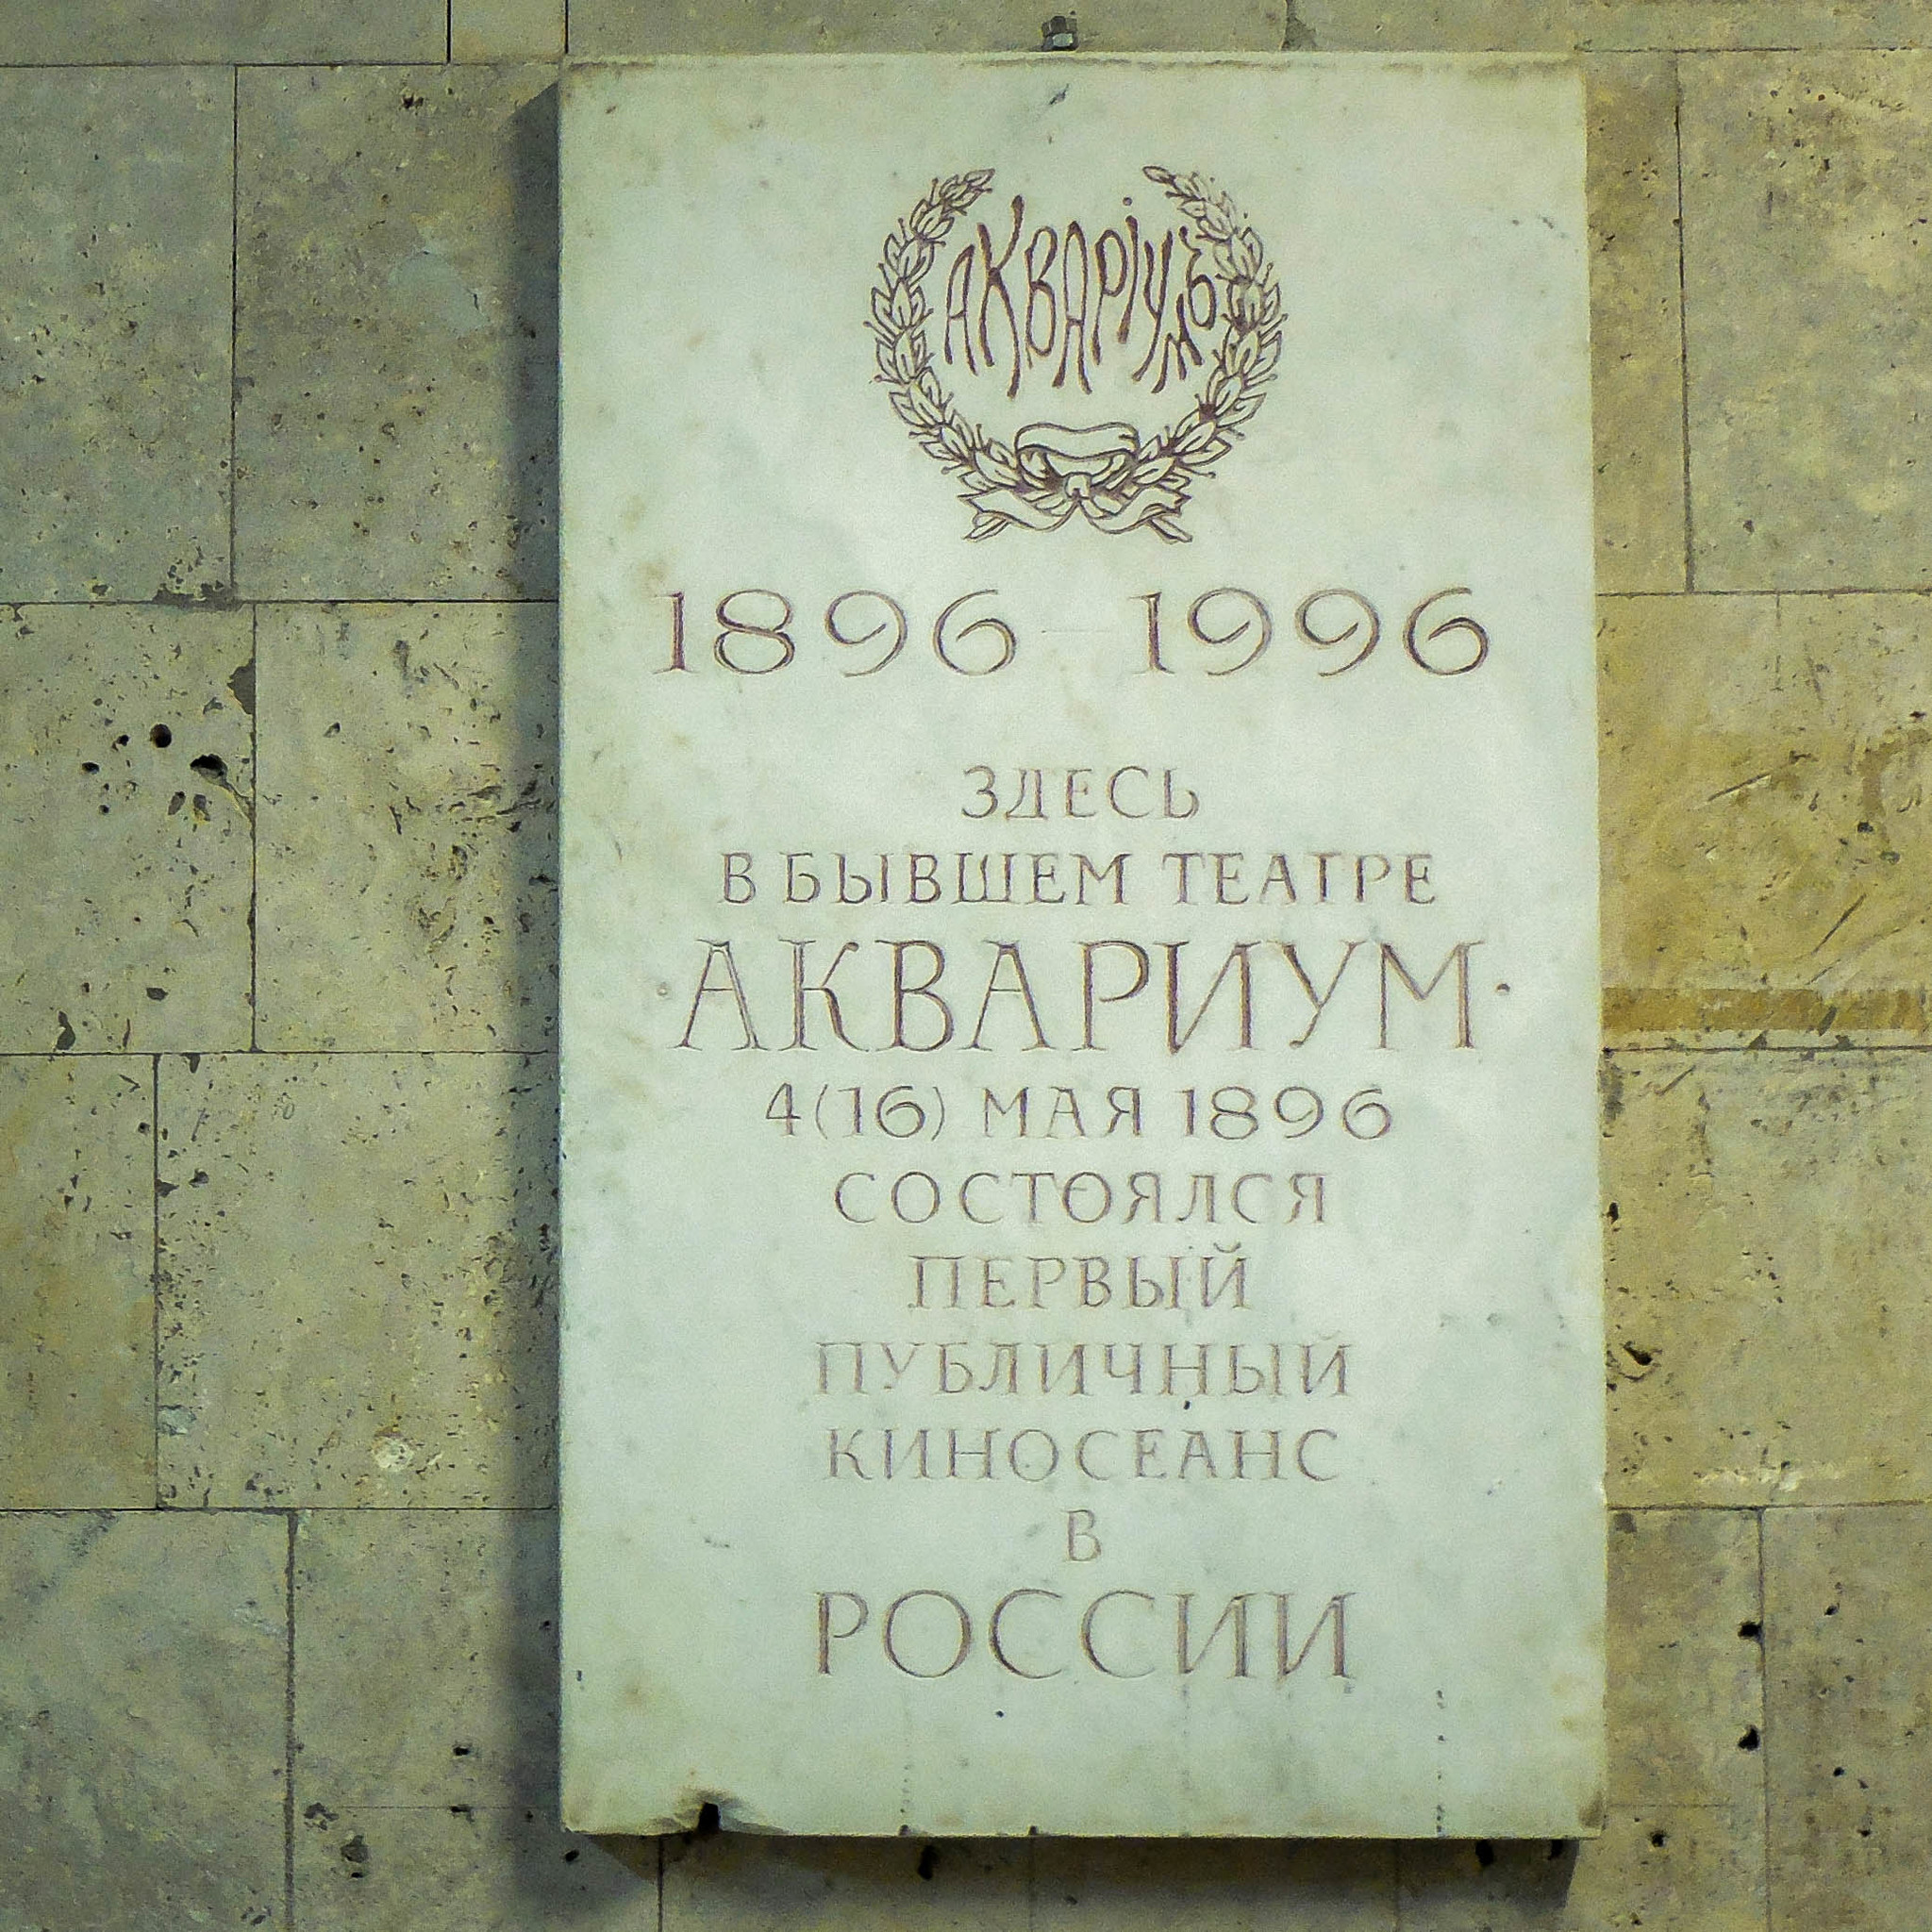 АКВАРІУМЪ
1896 – 1996
ЗДЕСЬ
В БЫВШЕМ ТЕАТРЕ
·АКВАРИУМ·
4(16) МАЯ 1896
СОСТОЯЛСЯ
ПЕРВЫЙ
ПУБЛИЧНЫЙ
КИНОСЕАНС
В
РОССИИ